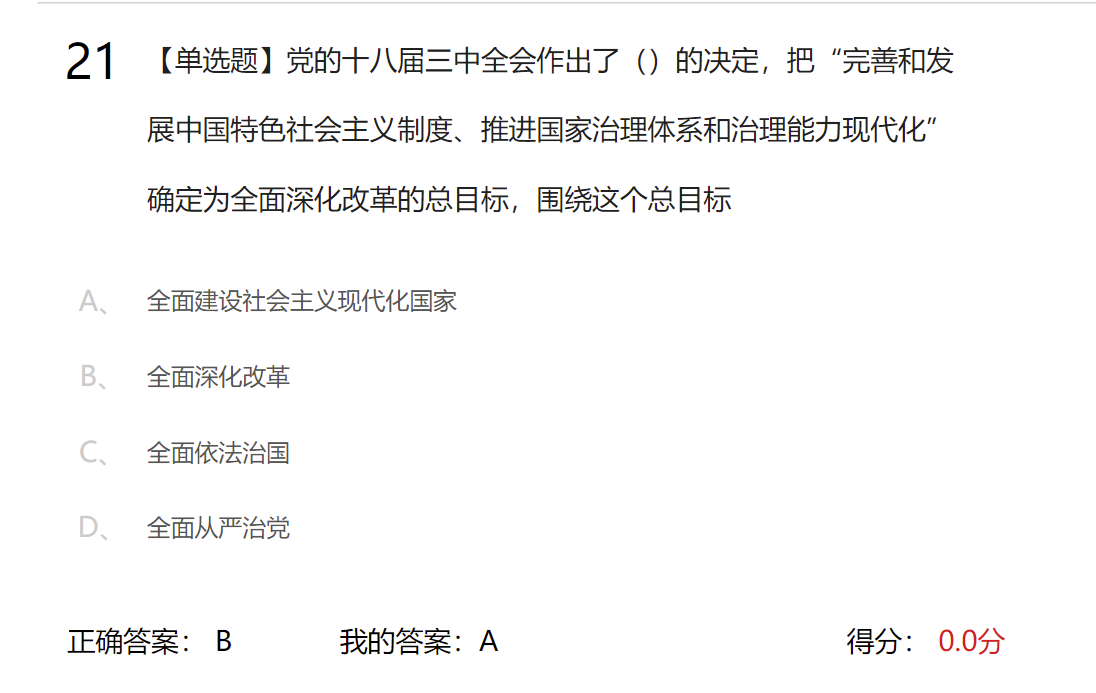 21 【单选题】党的十八届三中全会作出了（）的决定，把“完善和发
展中国特色社会主义制度、推进国家治理体系和治理能力现代化”
确定为全面深化改革的总目标，围绕这个总目标
A、 全面建设社会主义现代化国家
B、 全面深化改革
C、 全面依法治国
D、 全面从严治党
正确答案： B 我的答案：A 得分： 0.0分